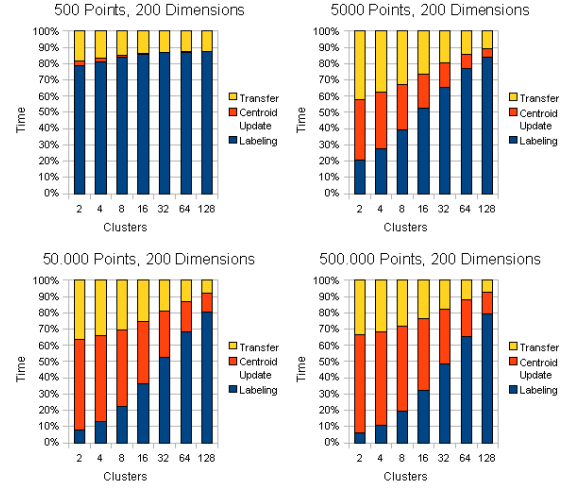 500 Points, 200 Dimensions
100%
90%
80%
70%
60%
50%
40%
30%
20%
10%
0%
Time
2 4 8 16 32 64 128
Clusters
Transfer
Centroid
Update
Labeling
5000 Points, 200 Dimensions
100%
90%
80%
70%
60%
50%
40%
30%
20%
10%
0%
Time
2 4 8 16 32 64 128
Clusters
Transfer
Centroid
Update
Labeling
50.000 Points, 200 Dimensions
100%
90%
80%
70%
60%
50%
40%
30%
20%
10%
0%
Time
2 4 8 16 32 64 128
Clusters
Transfer
Centroid
Update
Labeling
500.000 Points, 200 Dimensions
100%
90%
80%
70%
60%
50%
40%
30%
20%
10%
0%
Time
2 4 8 16 32 64 128
Clusters
Transfer
Centroid
Update
Labeling